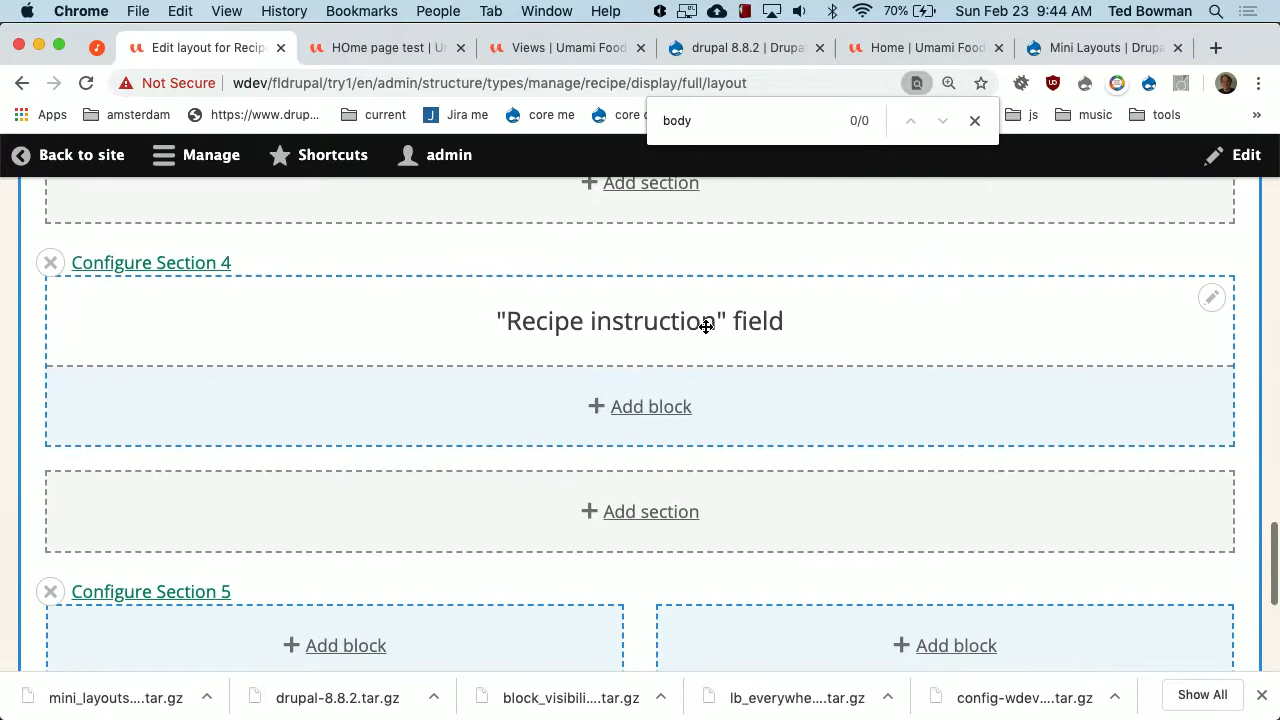 Chrome File Edit View History Bookmarks People Tab Window Help 70% Sun Feb 23 9:44 AM Ted Bowman
Edit layout for Recip HOme page test | U Views | Umami Food drupal 8.8.2 | Drupa Home | Umami Food Mini Layouts | Drupa
Not Secure wdev/fldrupal/try1/en/admin/structure/types/manage/recipe/display/full/layout
Apps amsterdam https://www.drup... current Jira me core me core js music tools »
body 0/0
Back to site Manage Shortcuts admin Edit
Add section
Configure Section 4
"Recipe instruction" field
Add block
Add section
Configure Section 5
Add block Add block
mini_layouts....tar.gz drupal-8.8.2.tar.gz block_visibili....tar.gz lb_everywhe....tar.gz config-wdev....tar.gz Show All